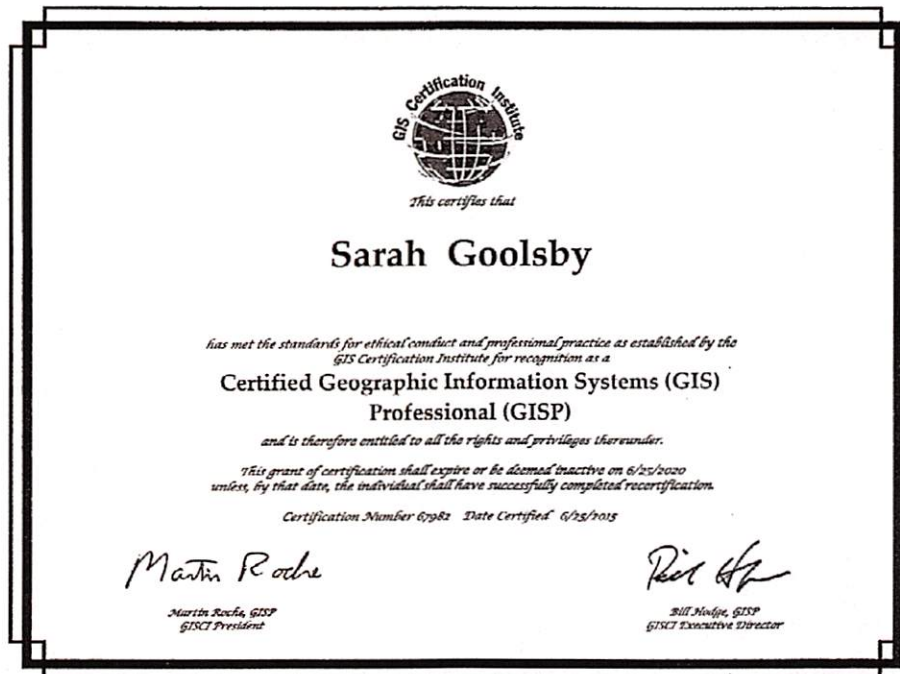 GIS Certification Institute
This certifies that
Sarah Goolsby
has met the standards for ethical conduct and professional practice as established by the
GIS Certification Institute for recognition as a
Certified Geographic Information Systems (GIS)
Professional (GISP)
and is therefore entitled to all the rights and privileges thereunder.
This grant of certification shall expire or be deemed inactive on 6/25/2020
unless, by that date, the individual shall have successfully completed recertification.
Certification Number 67982 Date Certified 6/25/2015
Martin Roche
Martin Roche, GISP
GISCI President
Bill Hodge, GISP
GISCI Executive Director